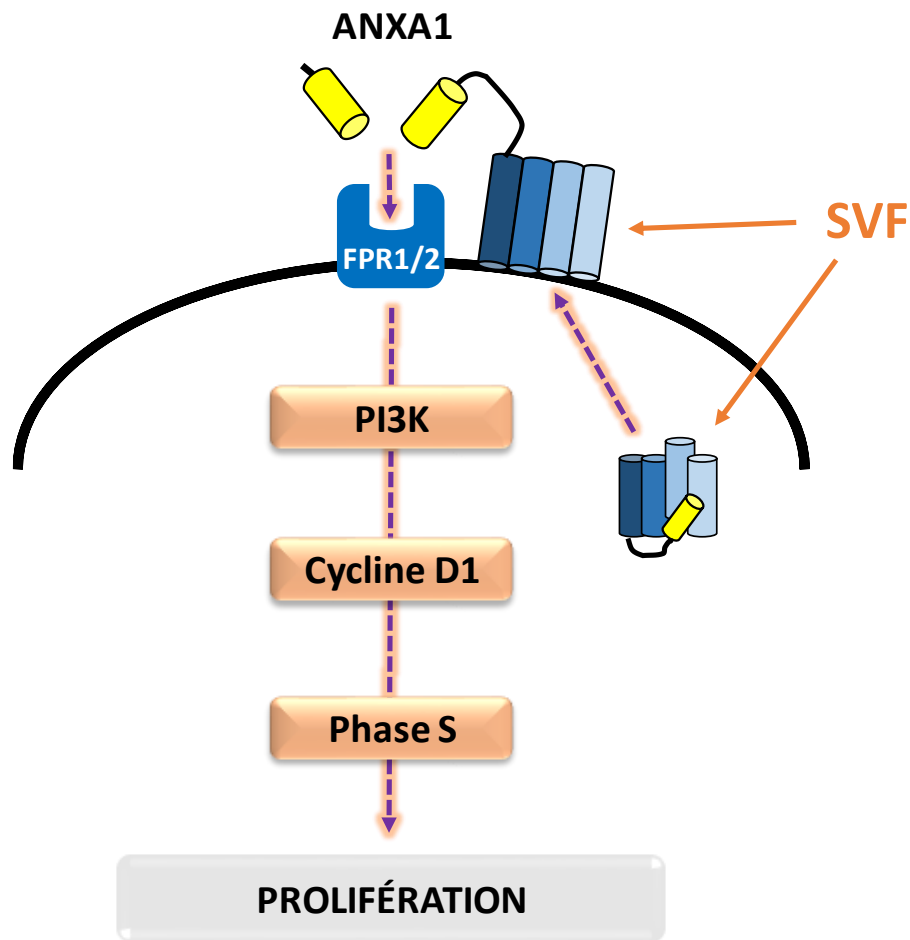 ANXA1
SVF
FPR1/2
PI3K
Cycline D1
Phase S
PROLIFÉRATION